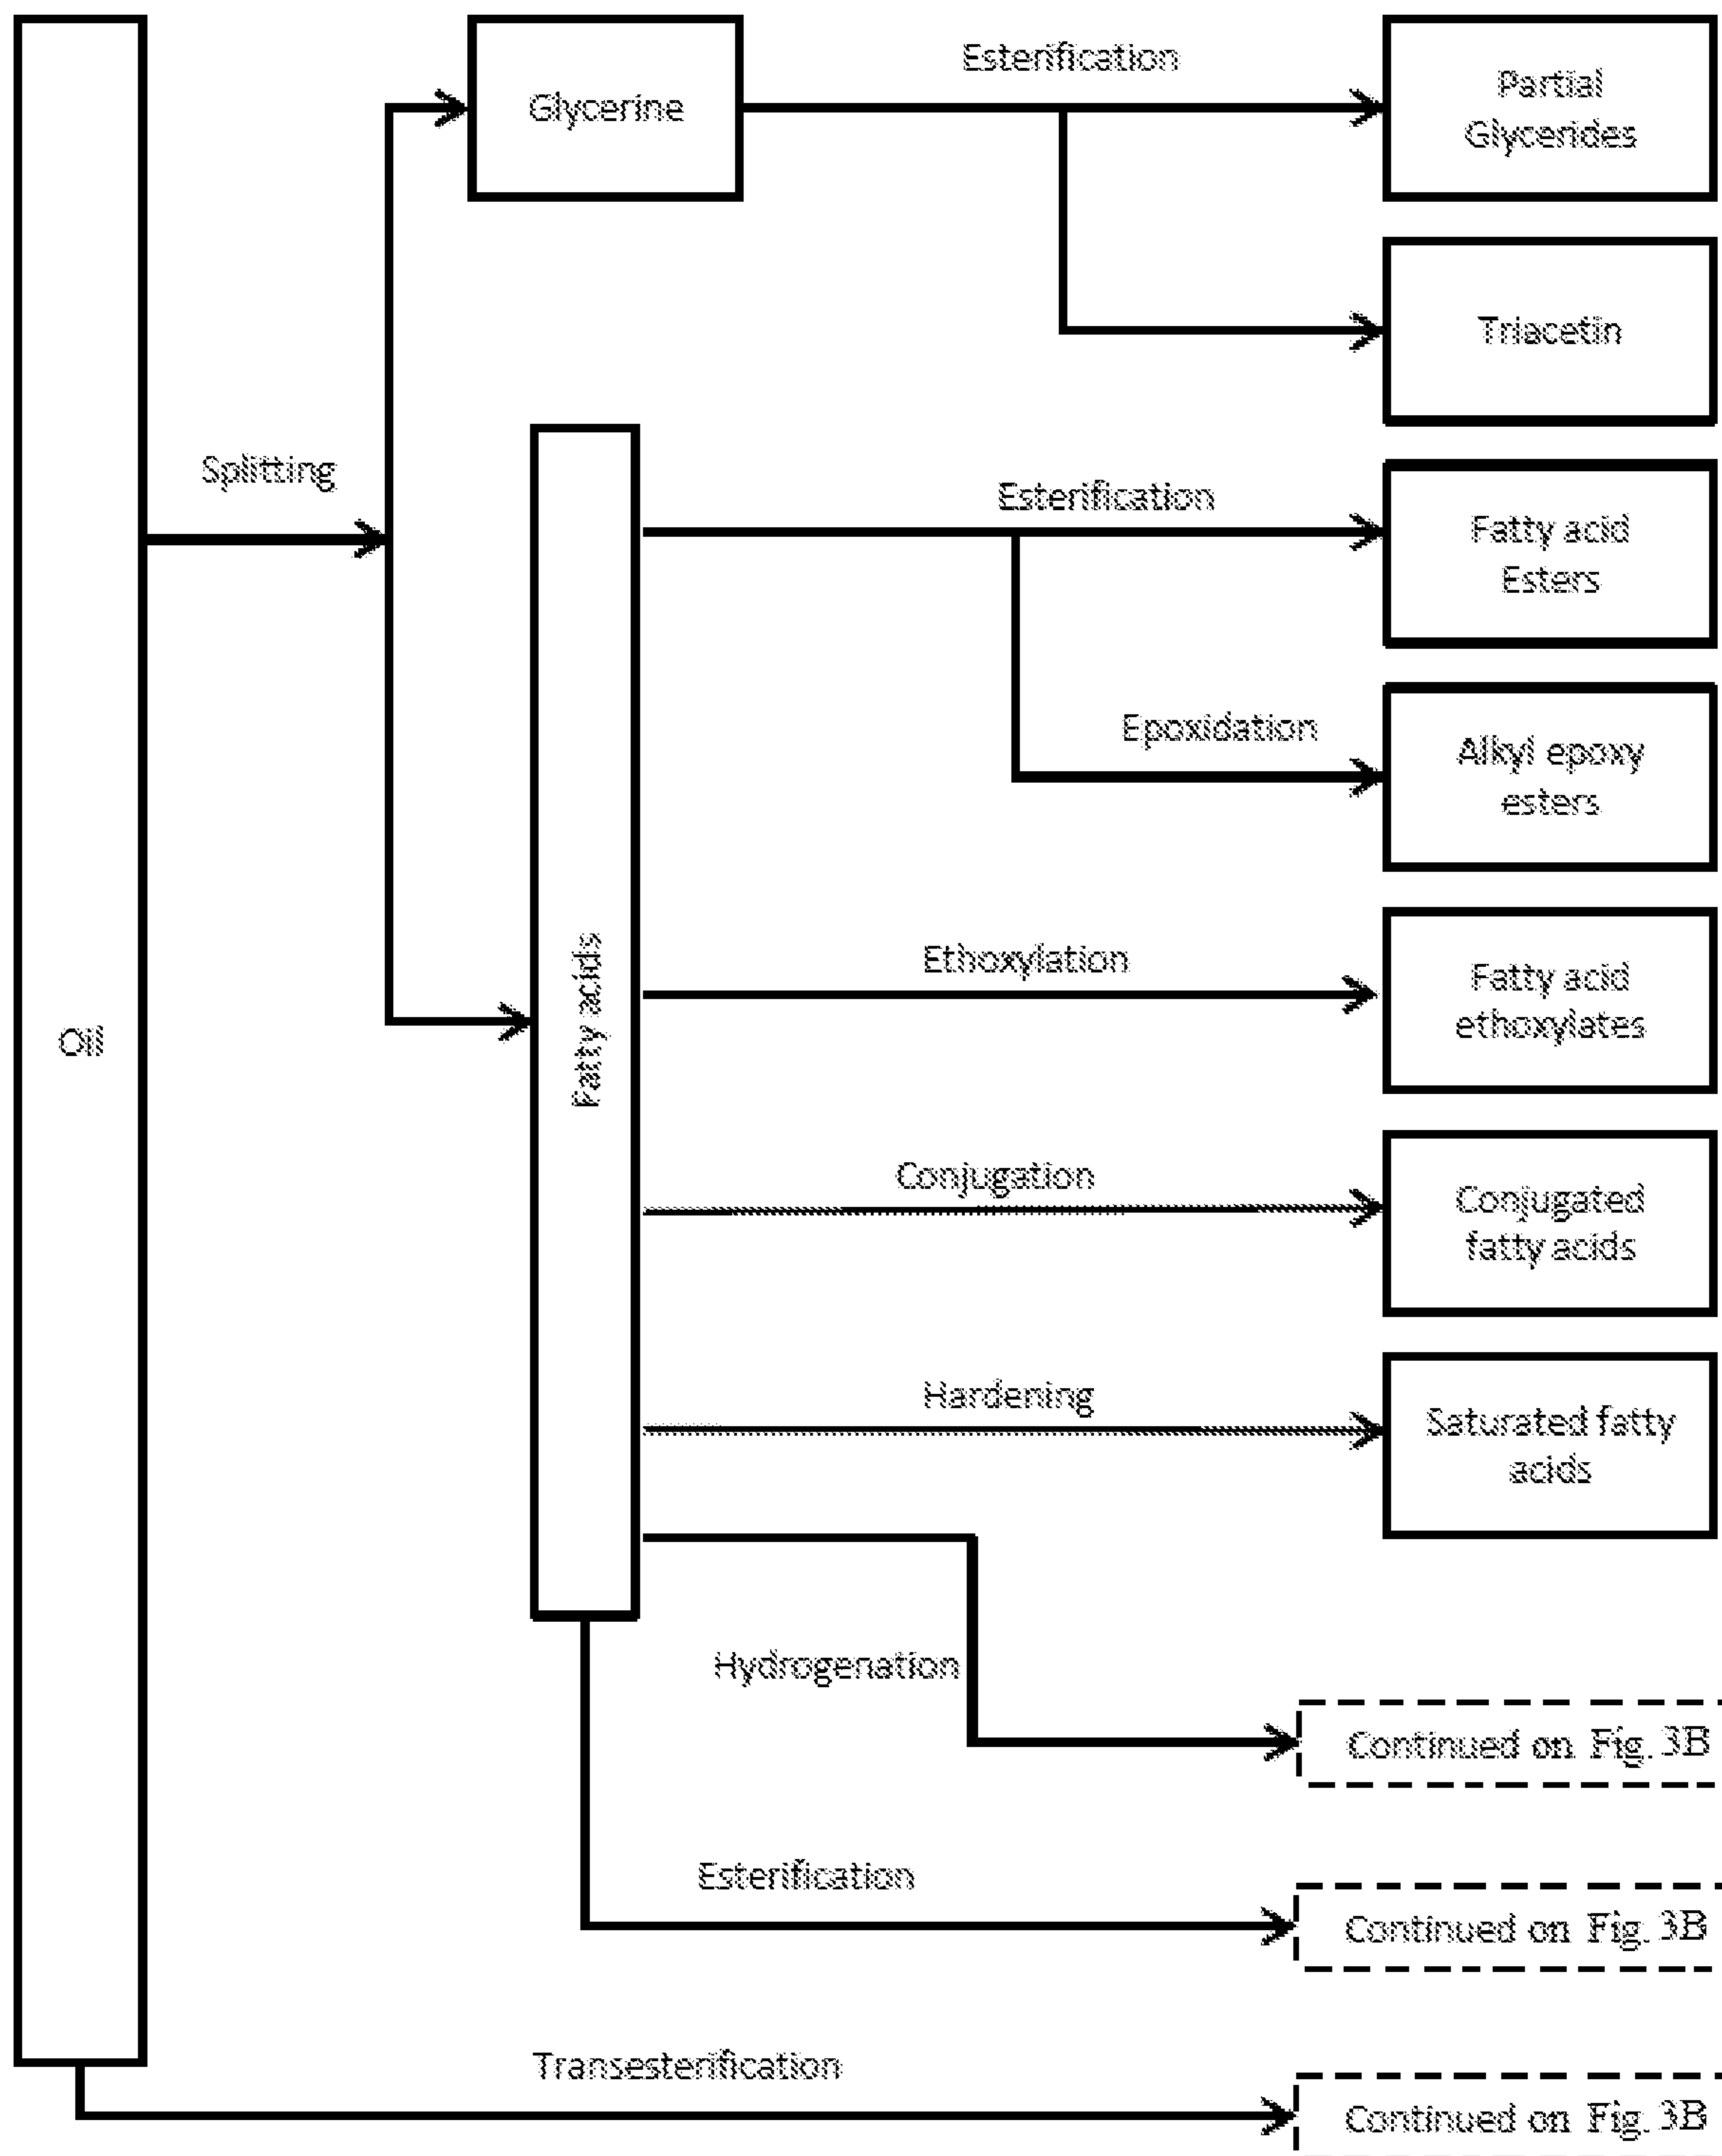 Esterification
Glycerine
Partial
Glycerides
Triacetin
Splitting
Esterification
Fatty acid
Esters
Epoxidation
Alkyl epoxy
esters
Oil
Fatty acids
Ethoxylation
Fatty acid
ethoxylates
Conjugation
Conjugated
fatty acids
Hardening
Saturated fatty
acids
Hydrogenation
Continued on Fig. 3B
Esterification
Continued on Fig. 3B
Transesterification
Continued on Fig. 3B